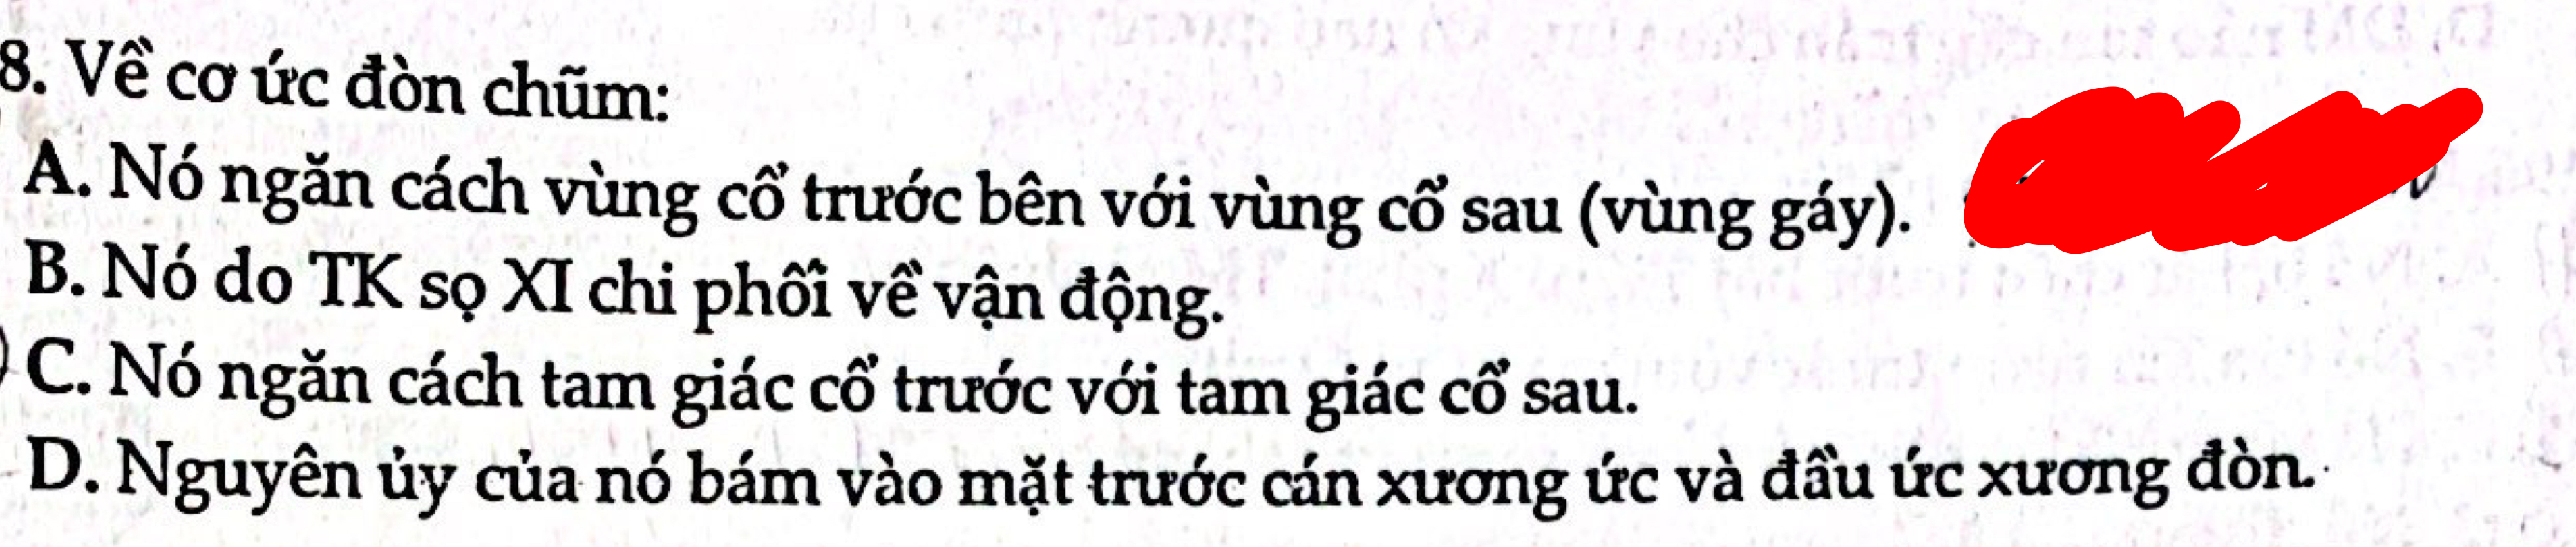 8. Về cơ ức đòn chũm:
A. Nó ngăn cách vùng cổ trước bên với vùng cổ sau (vùng gáy).
B. Nó do TK sọ XI chi phối về vận động.
C. Nó ngăn cách tam giác cổ trước với tam giác cổ sau.
D. Nguyên ủy của nó bám vào mặt trước cán xương ức và đầu ức xương đòn.